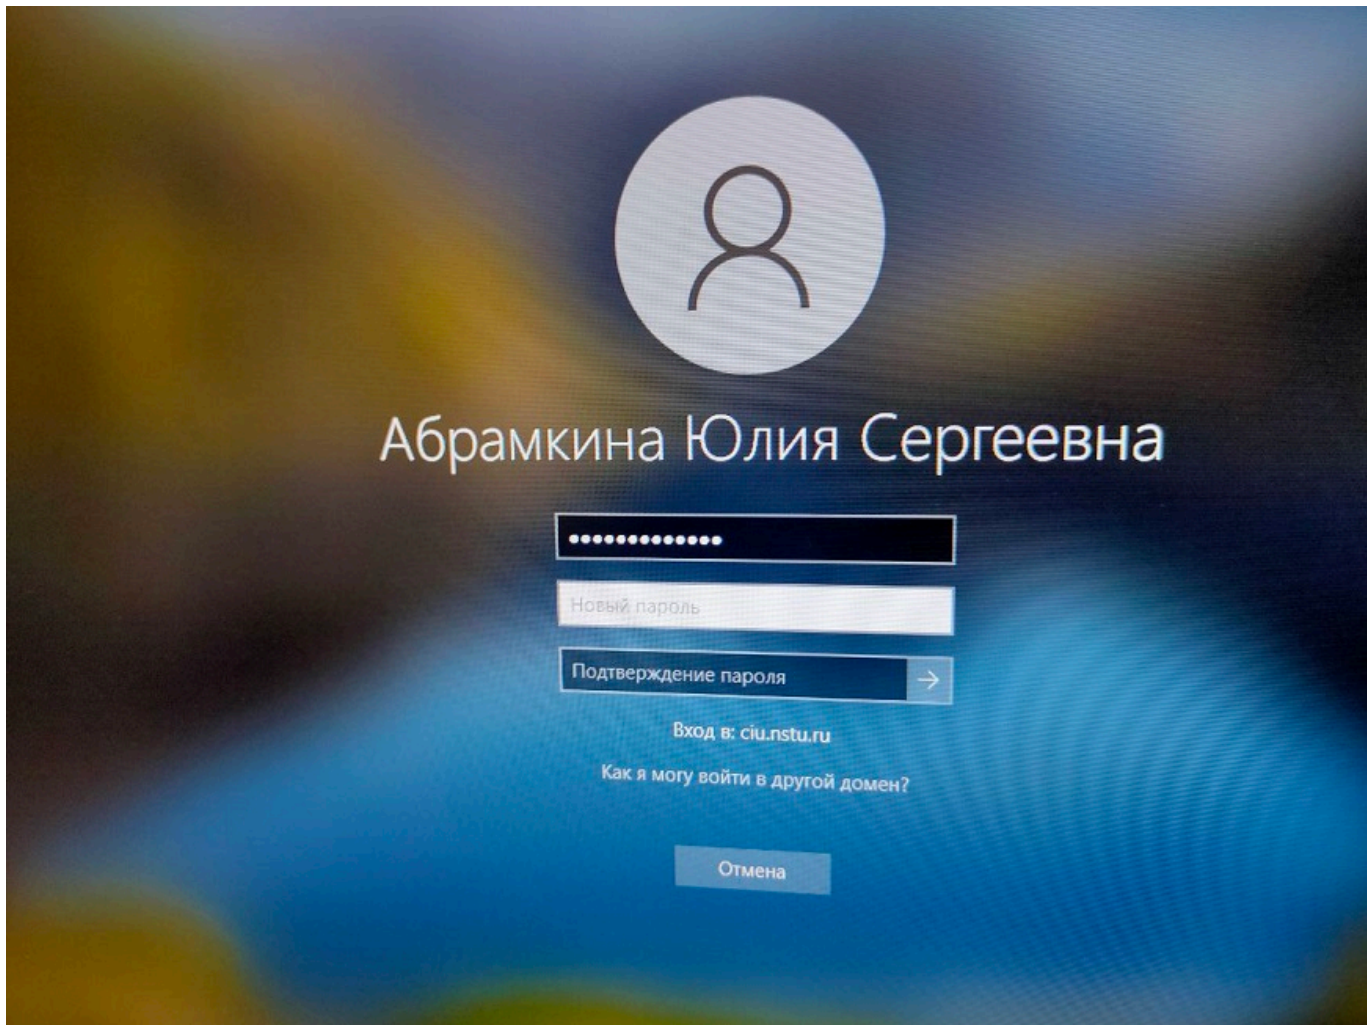 Абрамкина Юлия Сергеевна
Новый пароль
Подтверждение пароля
Вход в: ciu.nstu.ru
Как я могу войти в другой домен?
Отмена